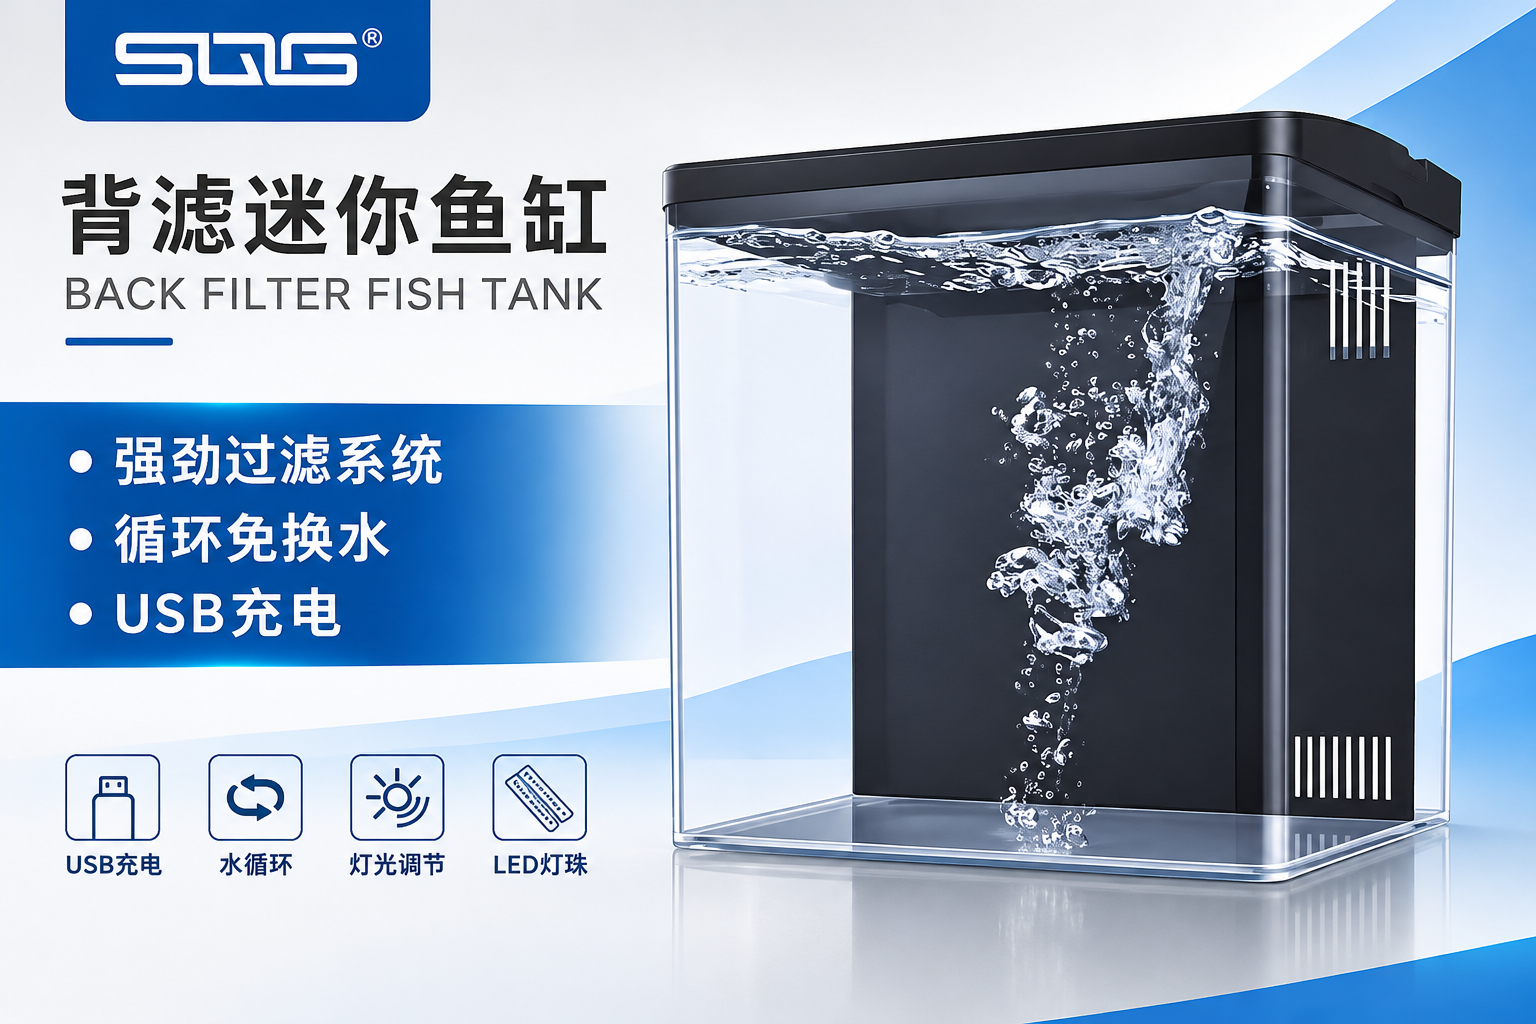 SQG®
背滤迷你鱼缸
BACK FILTER FISH TANK
• 强劲过滤系统
• 循环免换水
• USB充电
USB充电
水循环
灯光调节
LED灯珠